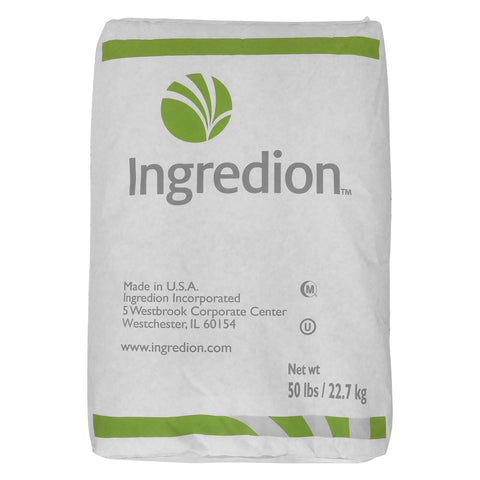 Ingredion™
Made in U.S.A.
Ingredion Incorporated
5 Westbrook Corporate Center
Westchester, IL 60154
www.ingredion.com
M
U
Net wt
50 lbs / 22.7 kg